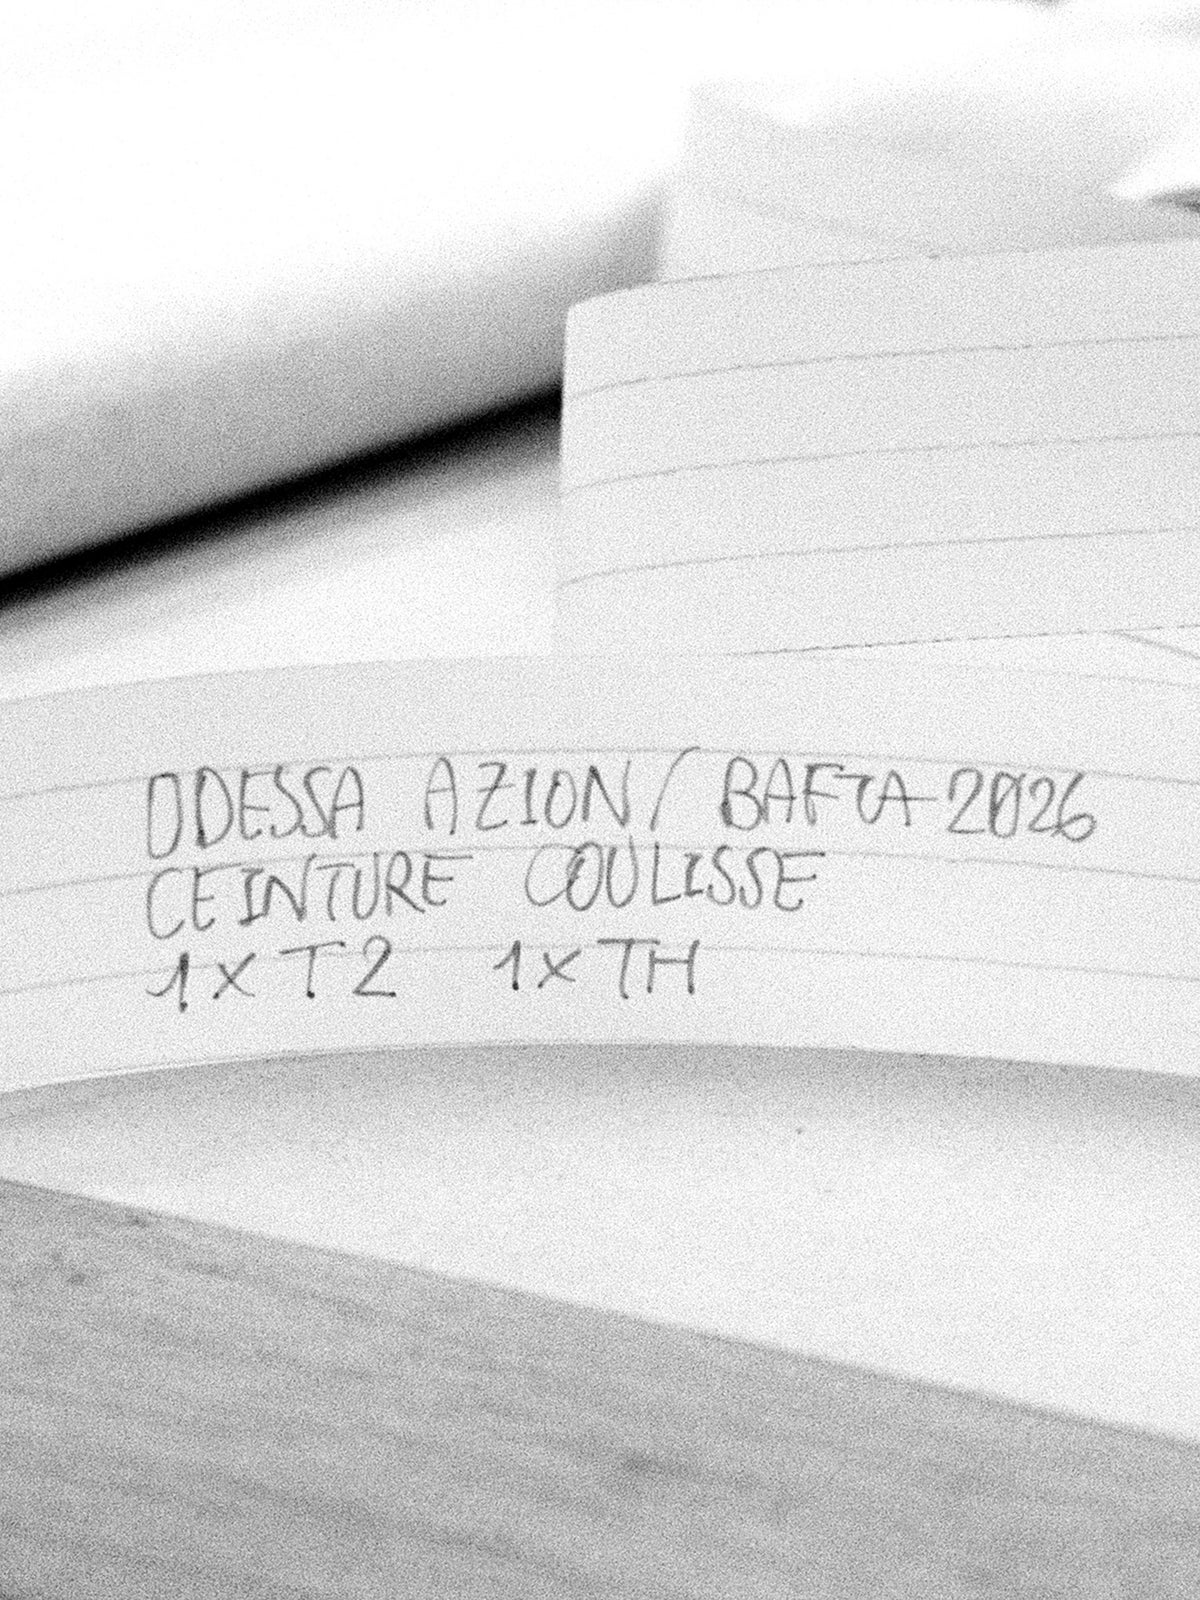 ODESSA AZION/ BAFTA 2026
CEINTURE COULISSE
1 x T2 1 x TH